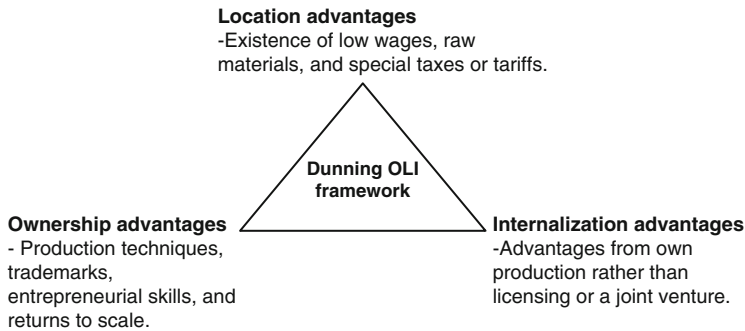 Location advantages
-Existence of low wages, raw
materials, and special taxes or tariffs.
Dunning OLI
framework
Ownership advantages
- Production techniques,
trademarks,
entrepreneurial skills, and
returns to scale.
Internalization advantages
-Advantages from own
production rather than
licensing or a joint venture.